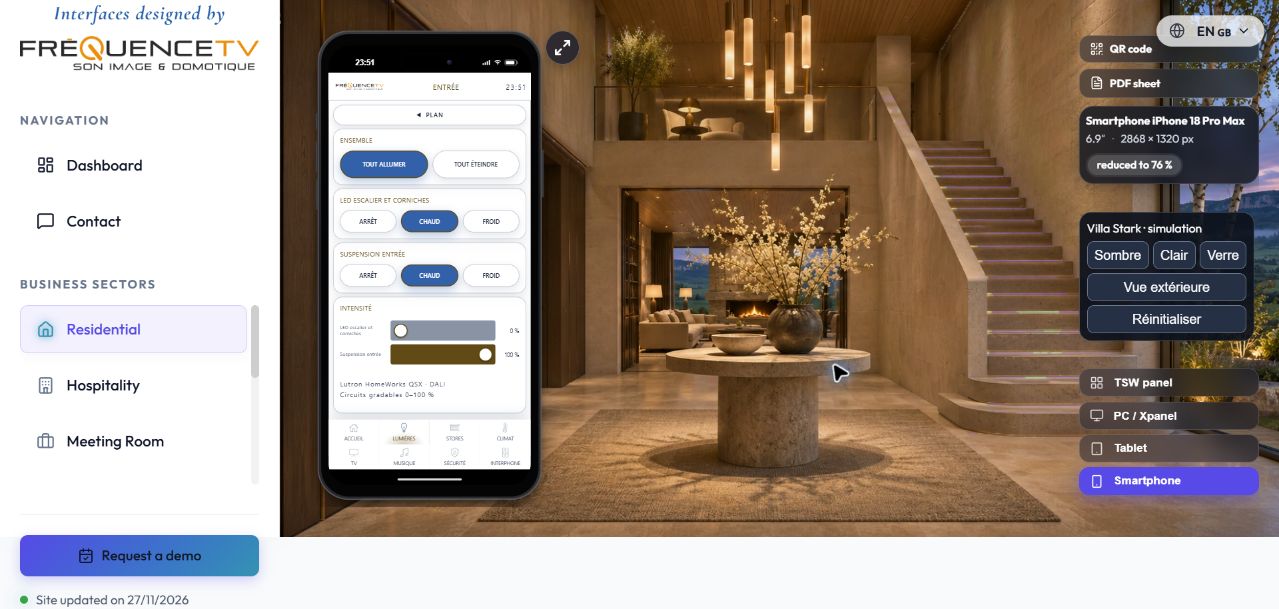 Interfaces designed by
FRÉQUENCETV
SON IMAGE & DOMOTIQUE
NAVIGATION
Dashboard
Contact
BUSINESS SECTORS
Residential
Hospitality
Meeting Room
Request a demo
Site updated on 27/11/2026
23:51
FRÉQUENCETV
ENTRÉE
23:51
◄ PLAN
ENSEMBLE
TOUT ALLUMER
TOUT ÉTEINDRE
LED ESCALIER ET CORNICHES
ARRÊT
CHAUD
FROID
SUSPENSION ENTRÉE
ARRÊT
CHAUD
FROID
INTENSITÉ
LED escalier et
corniches
0 %
Suspension entrée
100 %
Lutron HomeWorks QSX · DALI
Circuits gradables 0–100 %
ACCUEIL
LUMIÈRES
STORES
CLIMAT
TV
MUSIQUE
SÉCURITÉ
INTERPHONE
EN GB
QR code
PDF sheet
Smartphone iPhone 18 Pro Max
6.9" · 2868 × 1320 px
reduced to 76 %
Villa Stark · simulation
Sombre
Clair
Verre
Vue extérieure
Réinitialiser
TSW panel
PC / Xpanel
Tablet
Smartphone